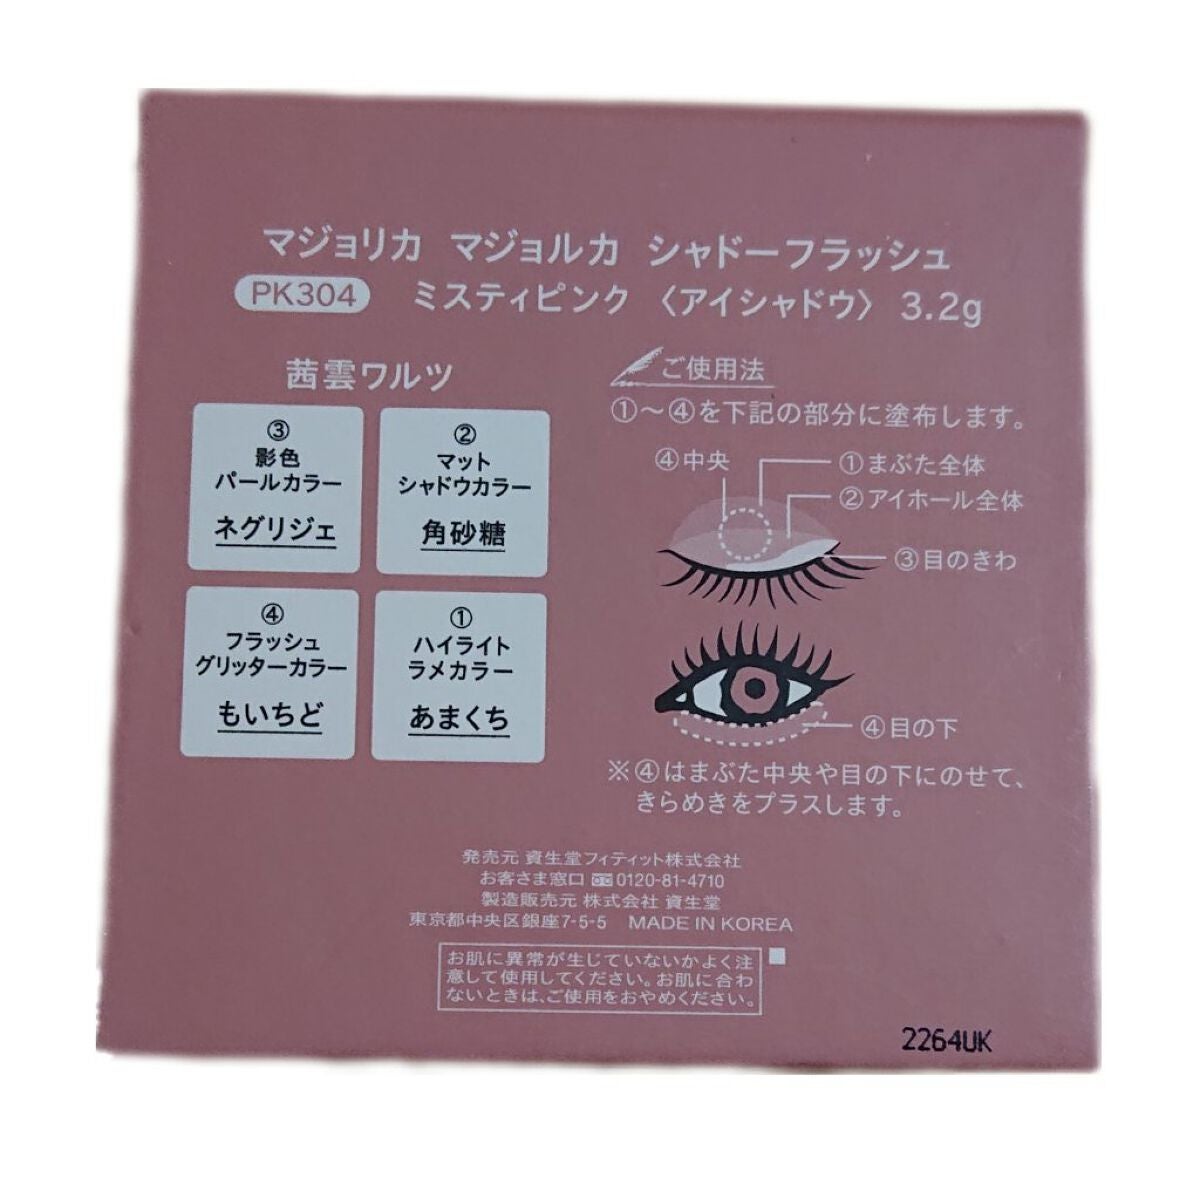 マジョリカ マジョルカ シャドーフラッシュ
PK304 ミスティピンク 〈アイシャドウ〉 3.2g
茜雲ワルツ
③
影色
パールカラー
ネグリジェ
②
マット
シャドウカラー
角砂糖
④
フラッシュ
グリッターカラー
もいちど
①
ハイライト
ラメカラー
あまくち
ご使用法
①～④を下記の部分に塗布します。
④中央
①まぶた全体
②アイホール全体
③目のきわ
④目の下
※④はまぶた中央や目の下にのせて、
きらめきをプラスします。
発売元 資生堂フィティット株式会社
お客さま窓口 0120-81-4710
製造販売元 株式会社 資生堂
東京都中央区銀座7-5-5 MADE IN KOREA
お肌に異常が生じていないかよく注
意して使用してください。お肌に合わ
ないときは、ご使用をおやめください。
2264UK